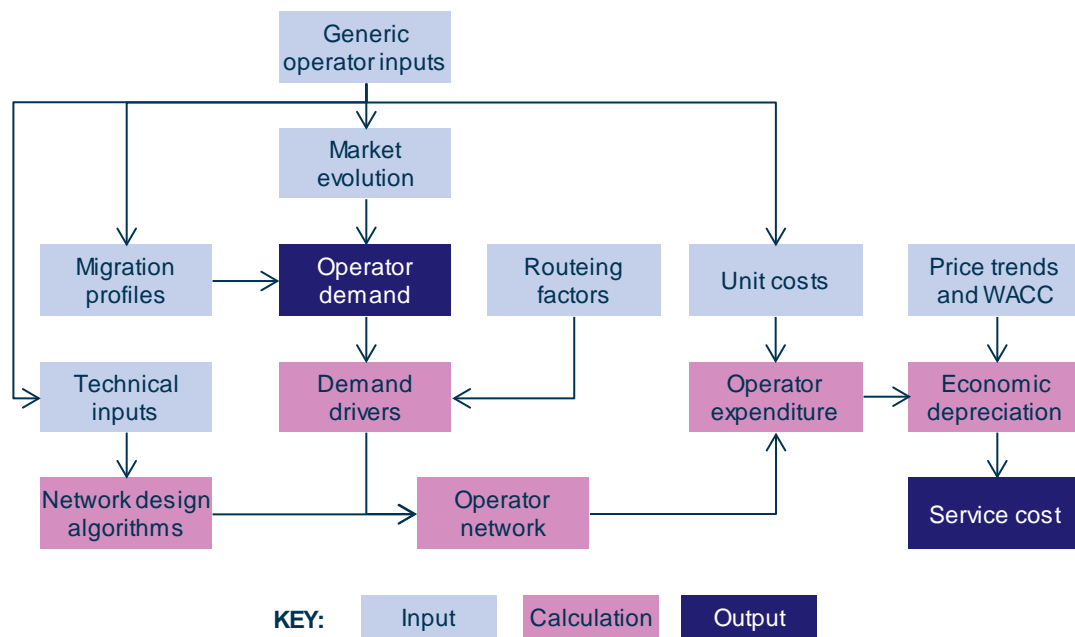 Generic
operator inputs
Market
evolution
Migration
profiles
Operator
demand
Routeing
factors
Unit costs
Price trends
and WACC
Technical
inputs
Demand
drivers
Operator
expenditure
Economic
depreciation
Network design
algorithms
Operator
network
Service cost
KEY:
Input
Calculation
Output